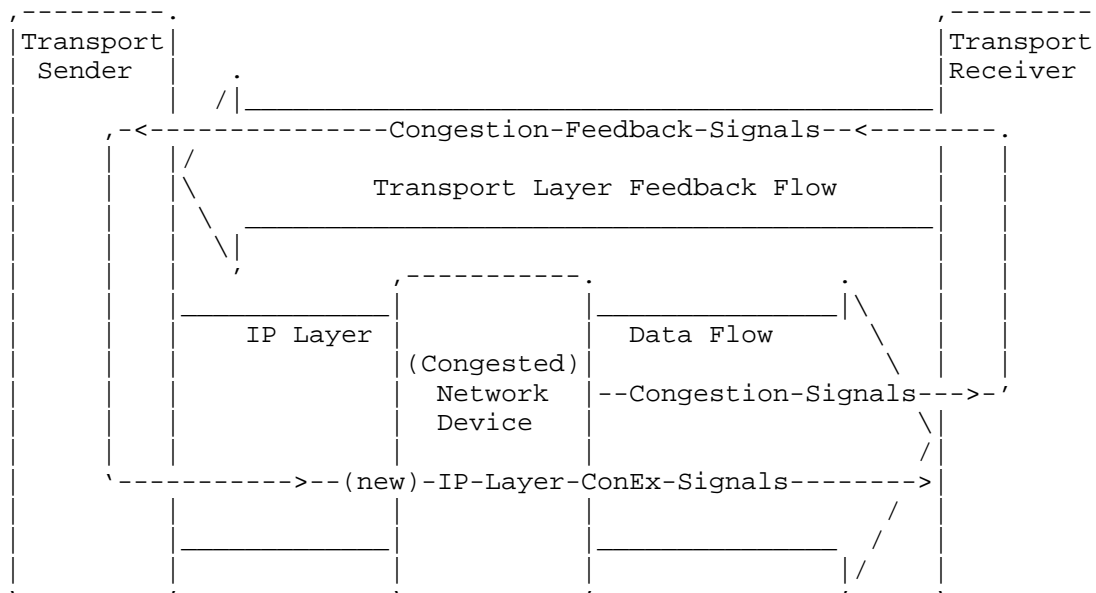 Transport Transport
Sender Receiver
Congestion-Feedback-Signals
Transport Layer Feedback Flow
IP Layer Data Flow
(Congested)
Network --Congestion-Signals--->-
Device
(new)-IP-Layer-ConEx-Signals